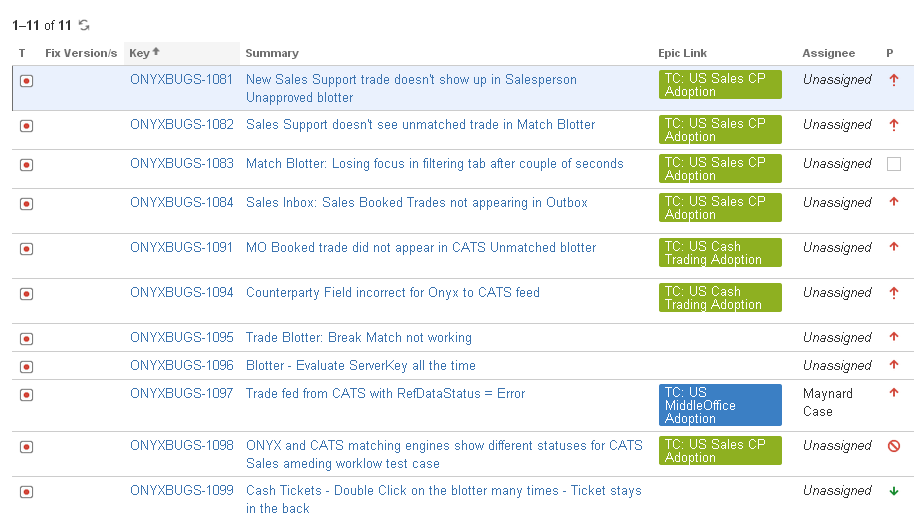 1–11 of 11
T Fix Version/s Key Summary Epic Link Assignee P
ONYXBUGS-1081 New Sales Support trade doesn't show up in Salesperson TC: US Sales CP Unassigned
Unapproved blotter Adoption
ONYXBUGS-1082 Sales Support doesn't see unmatched trade in Match Blotter TC: US Sales CP Unassigned
Adoption
ONYXBUGS-1083 Match Blotter: Losing focus in filtering tab after couple of seconds TC: US Sales CP Unassigned
Adoption
ONYXBUGS-1084 Sales Inbox: Sales Booked Trades not appearing in Outbox TC: US Sales CP Unassigned
Adoption
ONYXBUGS-1091 MO Booked trade did not appear in CATS Unmatched blotter TC: US Cash Unassigned
Trading Adoption
ONYXBUGS-1094 Counterparty Field incorrect for Onyx to CATS feed TC: US Cash Unassigned
Trading Adoption
ONYXBUGS-1095 Trade Blotter: Break Match not working Unassigned
ONYXBUGS-1096 Blotter - Evaluate ServerKey all the time Unassigned
ONYXBUGS-1097 Trade fed from CATS with RefDataStatus = Error TC: US Maynard
MiddleOffice Case
Adoption
ONYXBUGS-1098 ONYX and CATS matching engines show different statuses for CATS TC: US Sales CP Unassigned
Sales ameding worklow test case Adoption
ONYXBUGS-1099 Cash Tickets - Double Click on the blotter many times - Ticket stays Unassigned
in the back